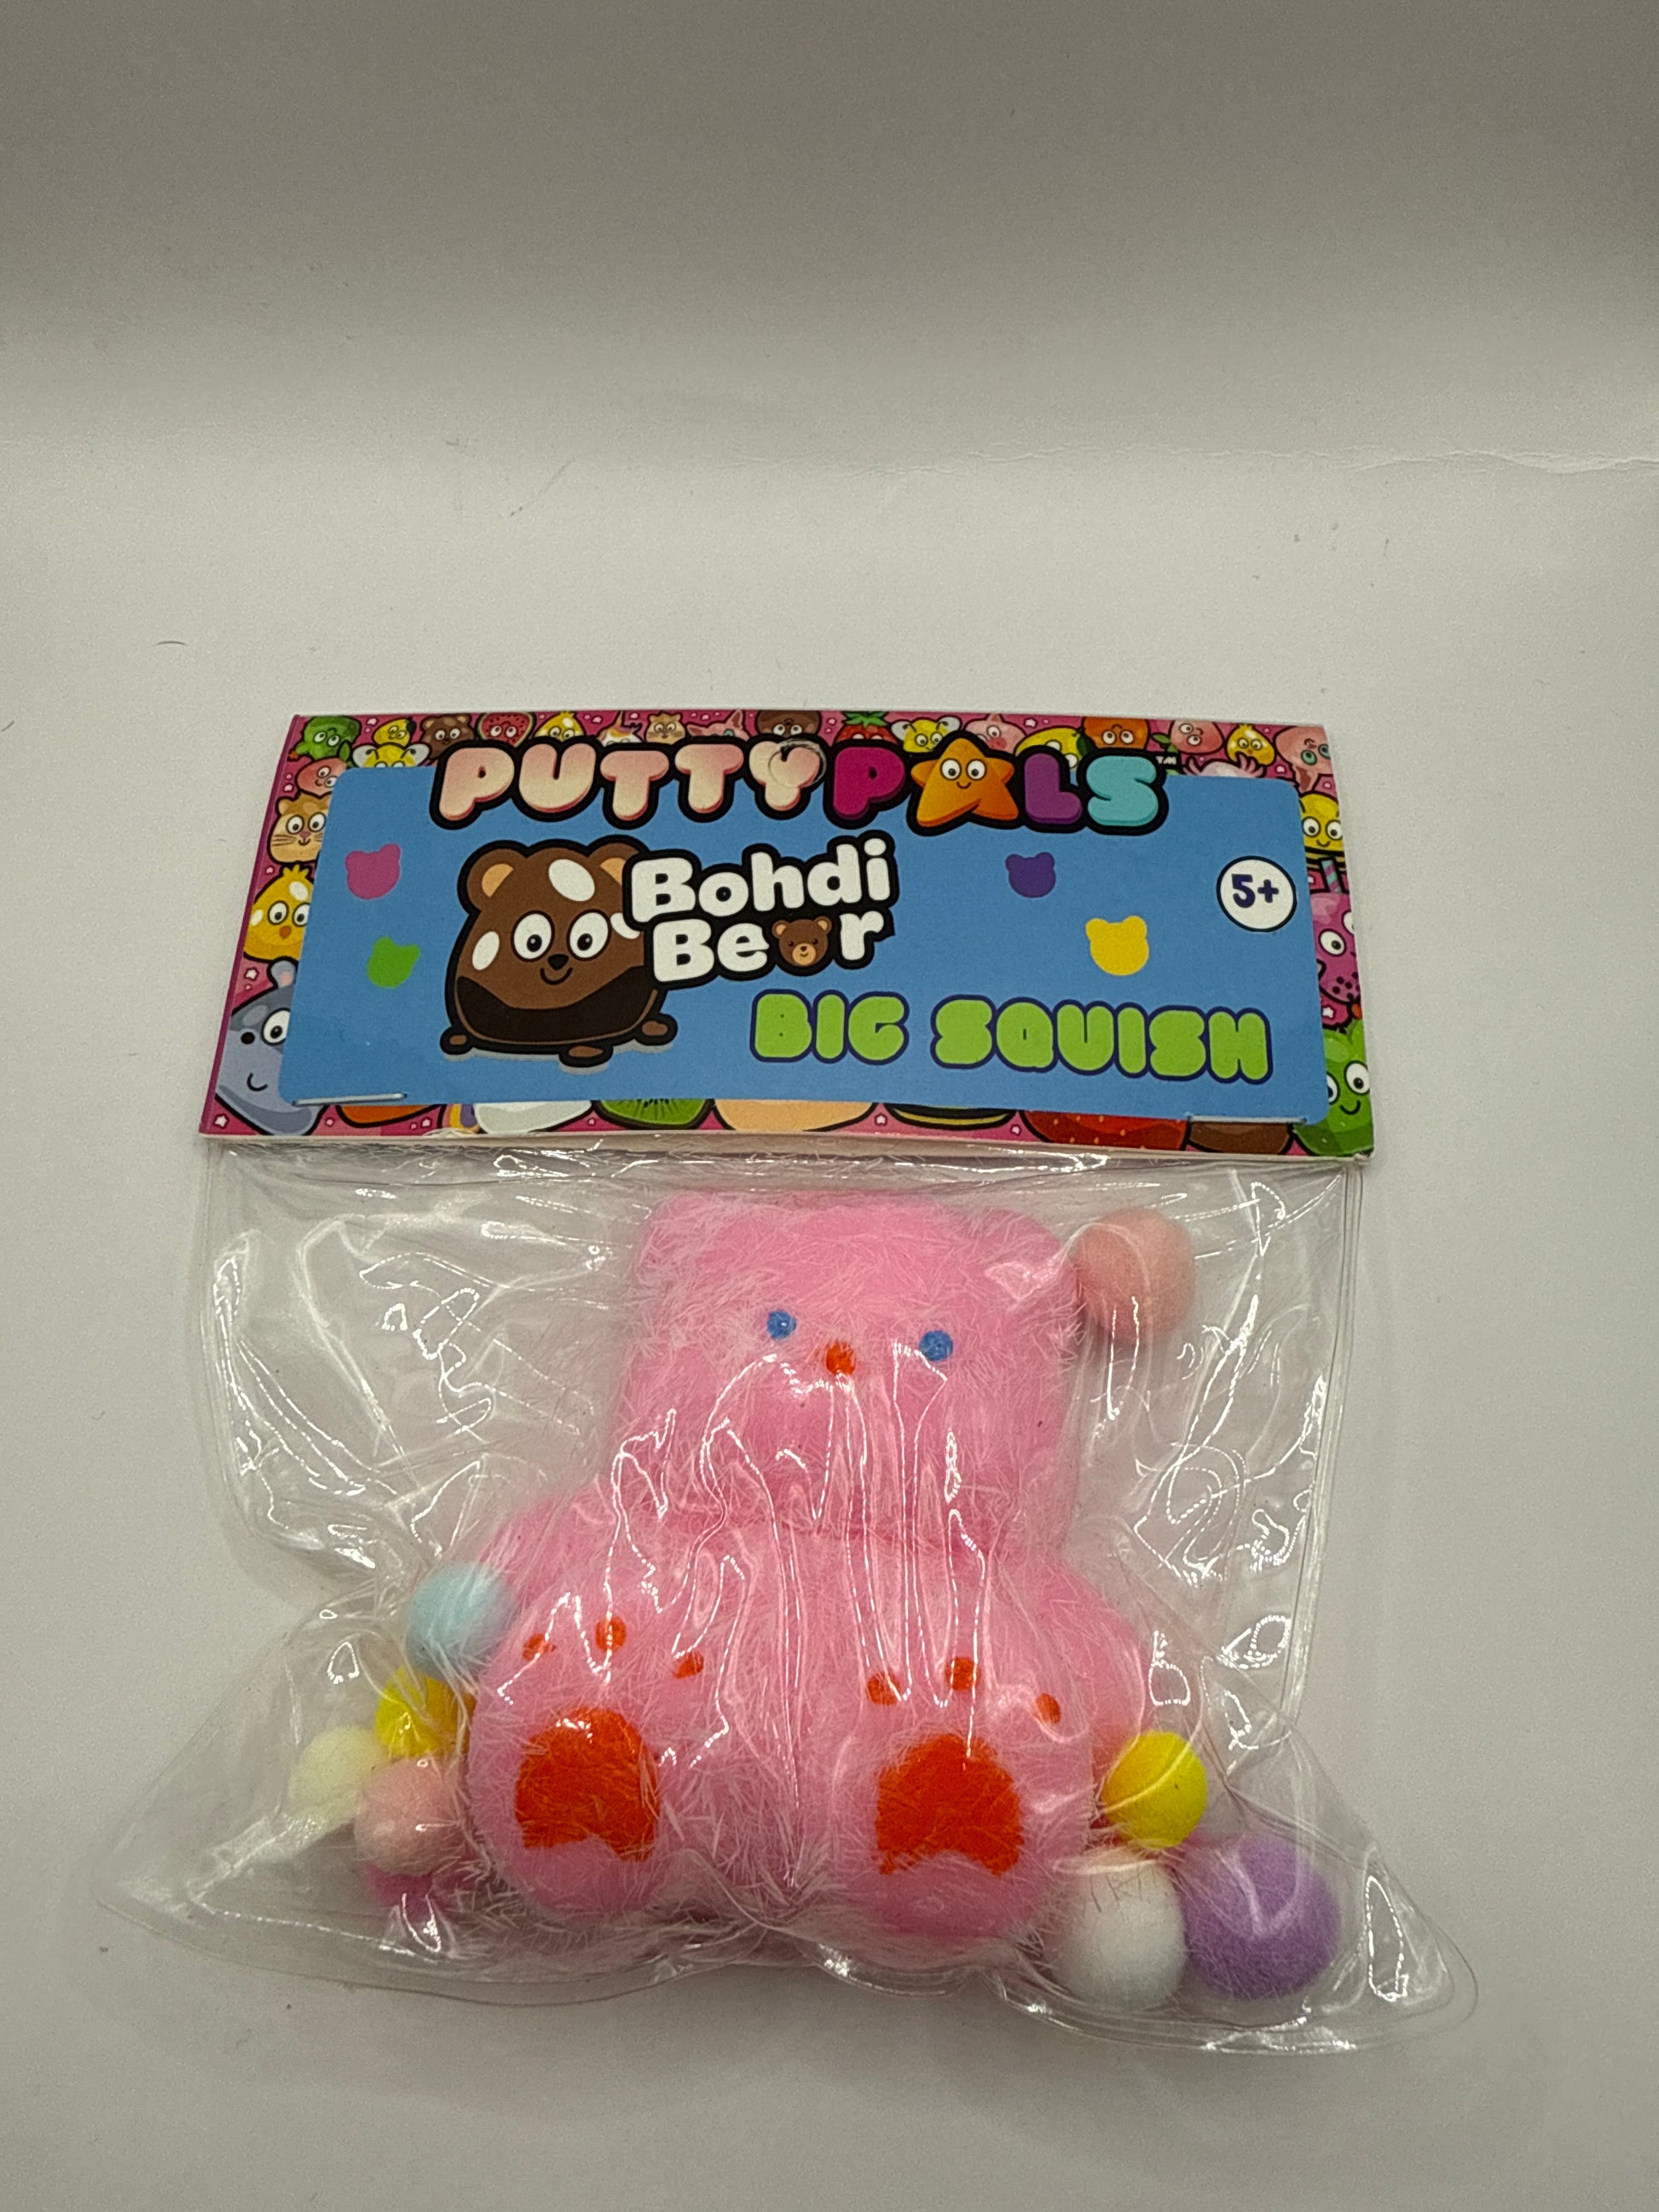 PUTTYPALS
Bohdi
Bear
5+
BIG SQUISH